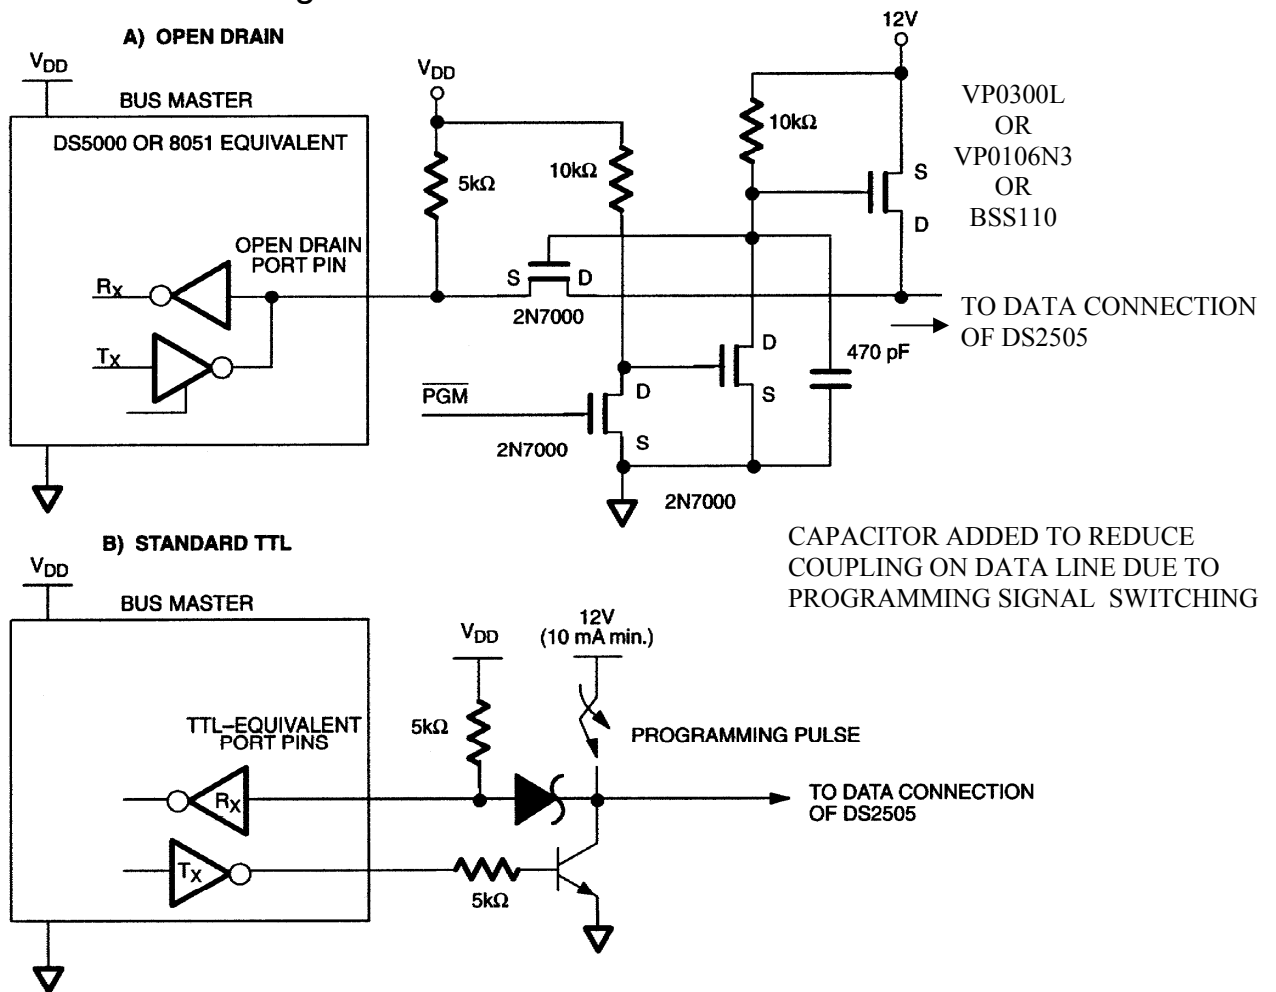 A) OPEN DRAIN
12V
VDD
VDD
BUS MASTER
DS5000 OR 8051 EQUIVALENT
5kΩ
10kΩ
10kΩ
VP0300L
OR
VP0106N3
OR
BSS110
S
D
OPEN DRAIN
PORT PIN
RX
TX
S
D
2N7000
TO DATA CONNECTION
OF DS2505
D
S
470 pF
PGM
D
S
2N7000
2N7000
B) STANDARD TTL
VDD
BUS MASTER
CAPACITOR ADDED TO REDUCE
COUPLING ON DATA LINE DUE TO
PROGRAMMING SIGNAL SWITCHING
VDD
12V
(10 mA min.)
5kΩ
TTL-EQUIVALENT
PORT PINS
PROGRAMMING PULSE
RX
TX
5kΩ
TO DATA CONNECTION
OF DS2505